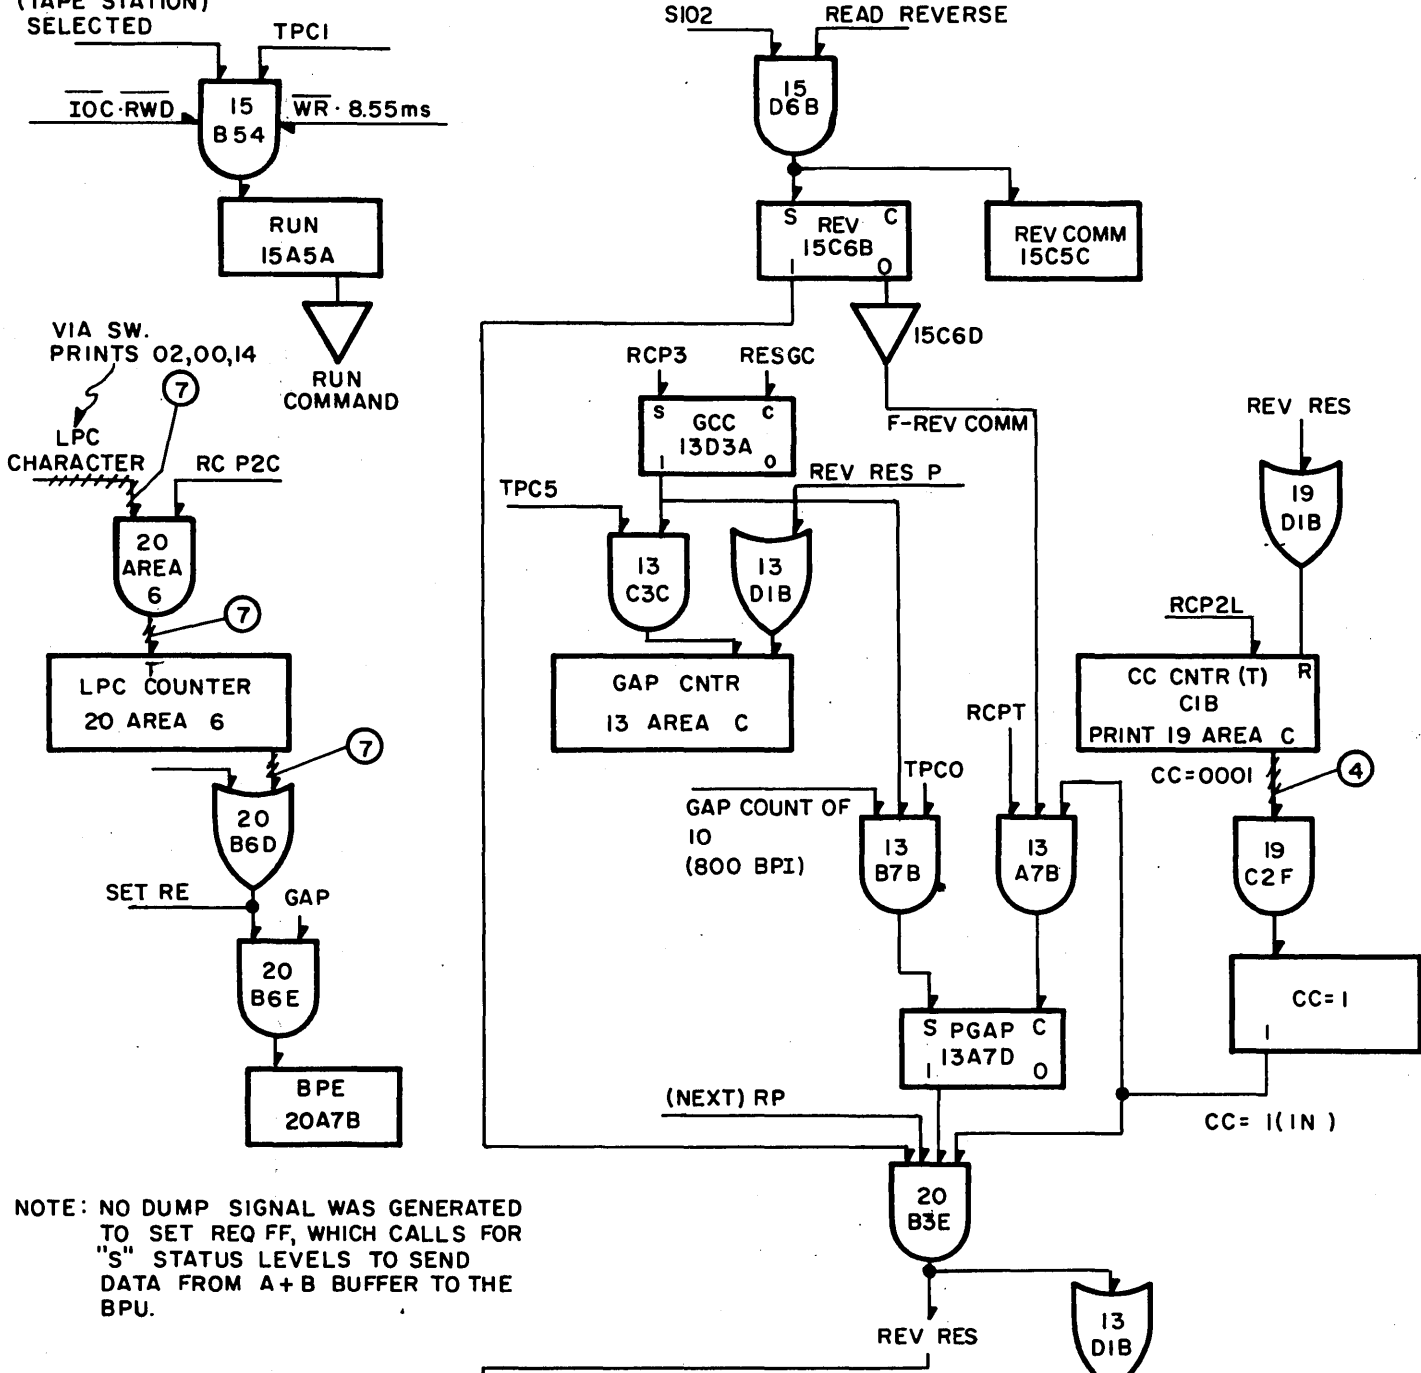 (TAPE STATION)
SELECTED
TPC1
IOC·RWD
15
B54
WR · 8.55ms
RUN
15A5A
RUN
COMMAND
VIA SW.
PRINTS 02,00,14
7
LPC
CHARACTER
RC P2C
20
AREA
6
7
LPC COUNTER
20 AREA 6
7
20
B6D
SET RE
GAP
20
B6E
BPE
20A7B
NOTE: NO DUMP SIGNAL WAS GENERATED
TO SET REQ FF, WHICH CALLS FOR
"S" STATUS LEVELS TO SEND
DATA FROM A+B BUFFER TO THE
BPU.
SI02
READ REVERSE
15
D6B
S C
REV
15C6B
1 0
REV COMM
15C5C
15C6D
F-REV COMM
RCP3
RESGC
S C
GCC
13D3A
1 0
REV RES P
TPC5
13
C3C
13
D1B
GAP CNTR
13 AREA C
RCPT
TPCO
GAP COUNT OF
10
(800 BPI)
13
B7B
13
A7B
S PGAP C
13A7D
1 0
(NEXT) RP
20
B3E
REV RES
13
D1B
REV RES
19
D1B
RCP2L
CC CNTR (T) R
C1B
PRINT 19 AREA C
CC=0001
4
19
C2F
CC=1
1
CC= 1(IN )